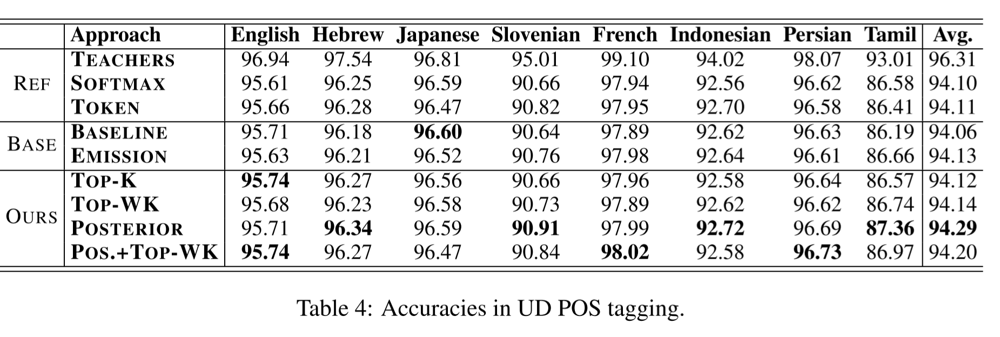 Approach English Hebrew Japanese Slovenian French Indonesian Persian Tamil Avg.
TEACHERS 96.94 97.54 96.81 95.01 99.10 94.02 98.07 93.01 96.31
REF SOFTMAX 95.61 96.25 96.59 90.66 97.94 92.56 96.62 86.58 94.10
TOKEN 95.66 96.28 96.47 90.82 97.95 92.70 96.58 86.41 94.11
BASE
BASELINE 95.71 96.18 96.60 90.64 97.89 92.62 96.63 86.19 94.06
EMISSION 95.63 96.21 96.52 90.76 97.98 92.64 96.61 86.66 94.13
OURS
TOP-K 95.74 96.27 96.56 90.66 97.96 92.58 96.64 86.57 94.12
TOP-WK 95.68 96.23 96.58 90.73 97.89 92.62 96.62 86.74 94.14
POSTERIOR 95.71 96.34 96.59 90.91 97.99 92.72 96.69 87.36 94.29
POS.+TOP-WK 95.74 96.27 96.47 90.84 98.02 92.58 96.73 86.97 94.20
Table 4: Accuracies in UD POS tagging.